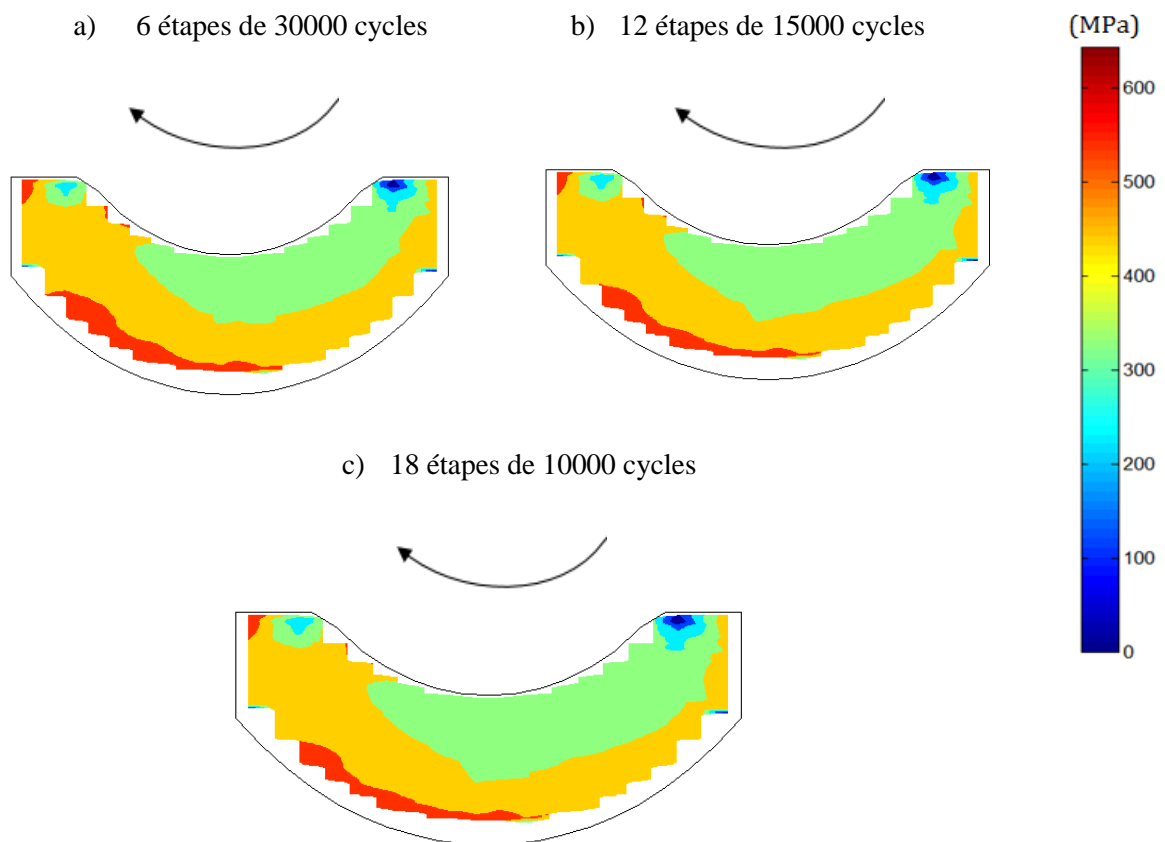 a) 6 étapes de 30000 cycles
b) 12 étapes de 15000 cycles
(MPa)
600
500
400
300
200
100
0
c) 18 étapes de 10000 cycles